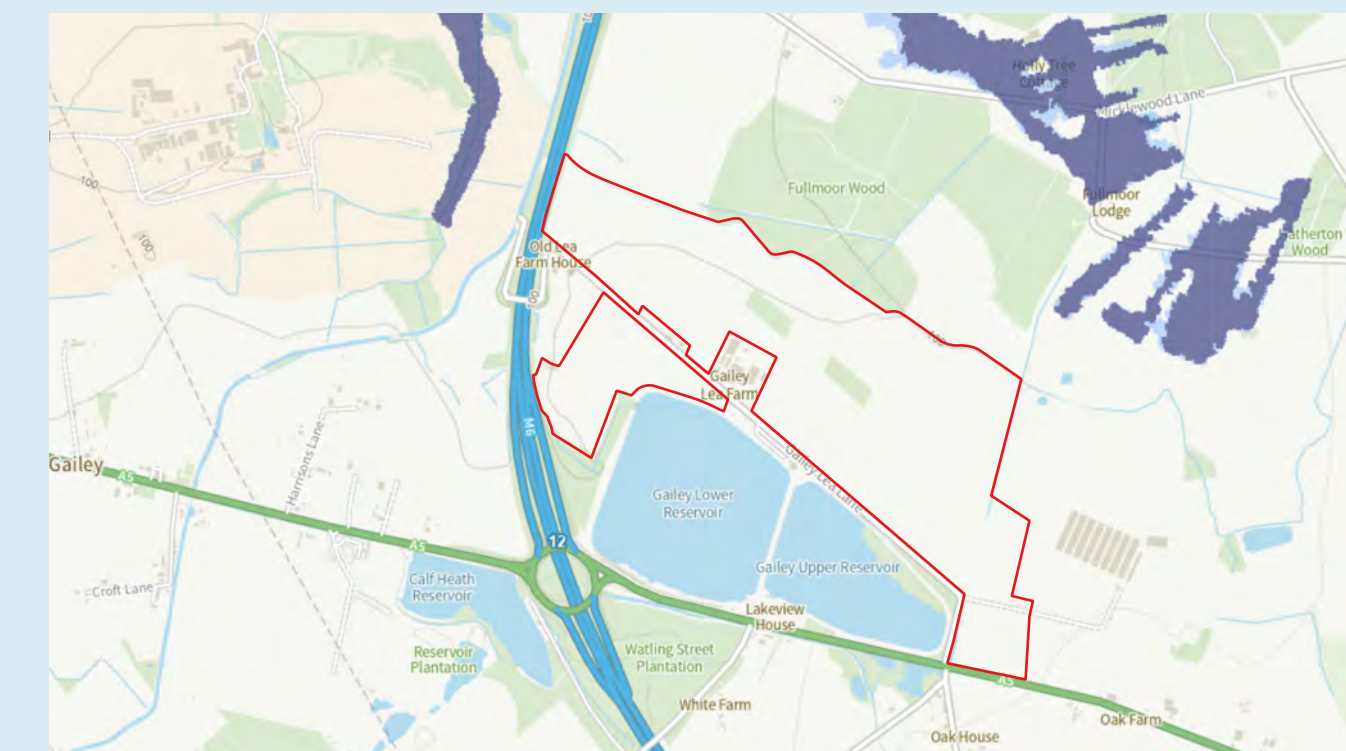 Holly Tree
Cottage
Micklewood Lane
Fullmoor Wood
100
Fullmoor
Lodge
Hatherton
Wood
100
Old Lea
Farm House
100
100
Gailey
Lea Farm
M6
Harrisons Lane
Gailey
A5
Gailey Lea Lane
Gailey Lower
Reservoir
12
A5
Gailey Upper Reservoir
Calf Heath
Reservoir
Croft Lane
Lakeview
House
Reservoir
Plantation
Watling Street
Plantation
A5
White Farm
Oak Farm
Oak House